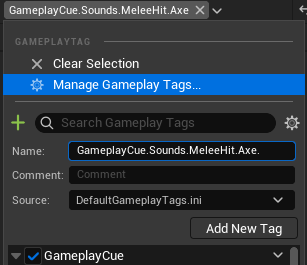 GameplayCue.Sounds.MeleeHit.Axe
GAMEPLAYTAG
Clear Selection
Manage Gameplay Tags...
Search Gameplay Tags
Name: GameplayCue.Sounds.MeleeHit.Axe.
Comment: Comment
Source: DefaultGameplayTags.ini
Add New Tag
GameplayCue